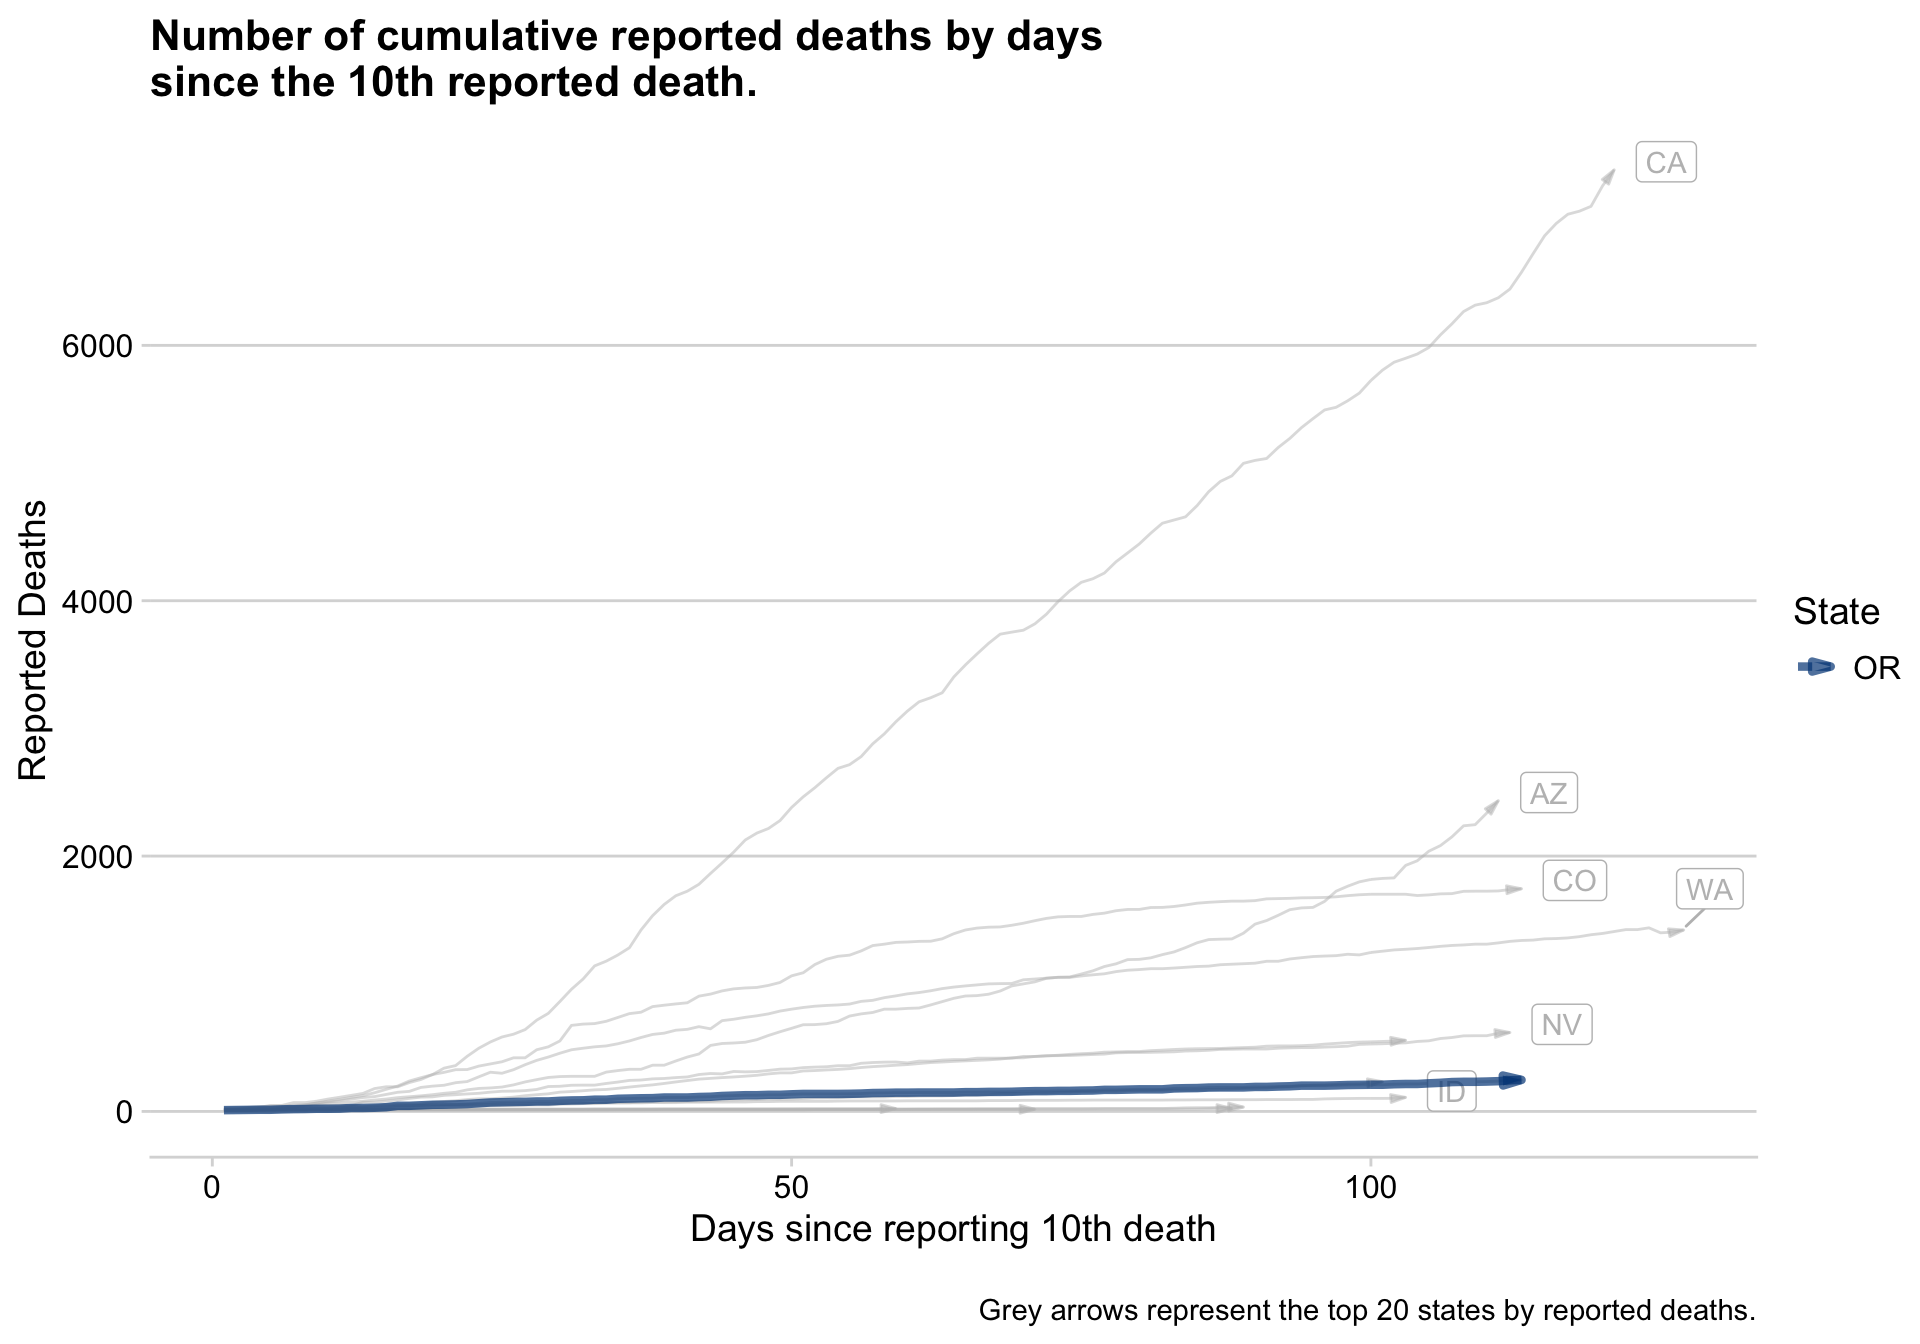 Number of cumulative reported deaths by days
since the 10th reported death.
CA
6000
Reported Deaths
4000
State
OR
AZ
2000
CO
WA
NV
ID
0
0
50
100
Days since reporting 10th death
Grey arrows represent the top 20 states by reported deaths.